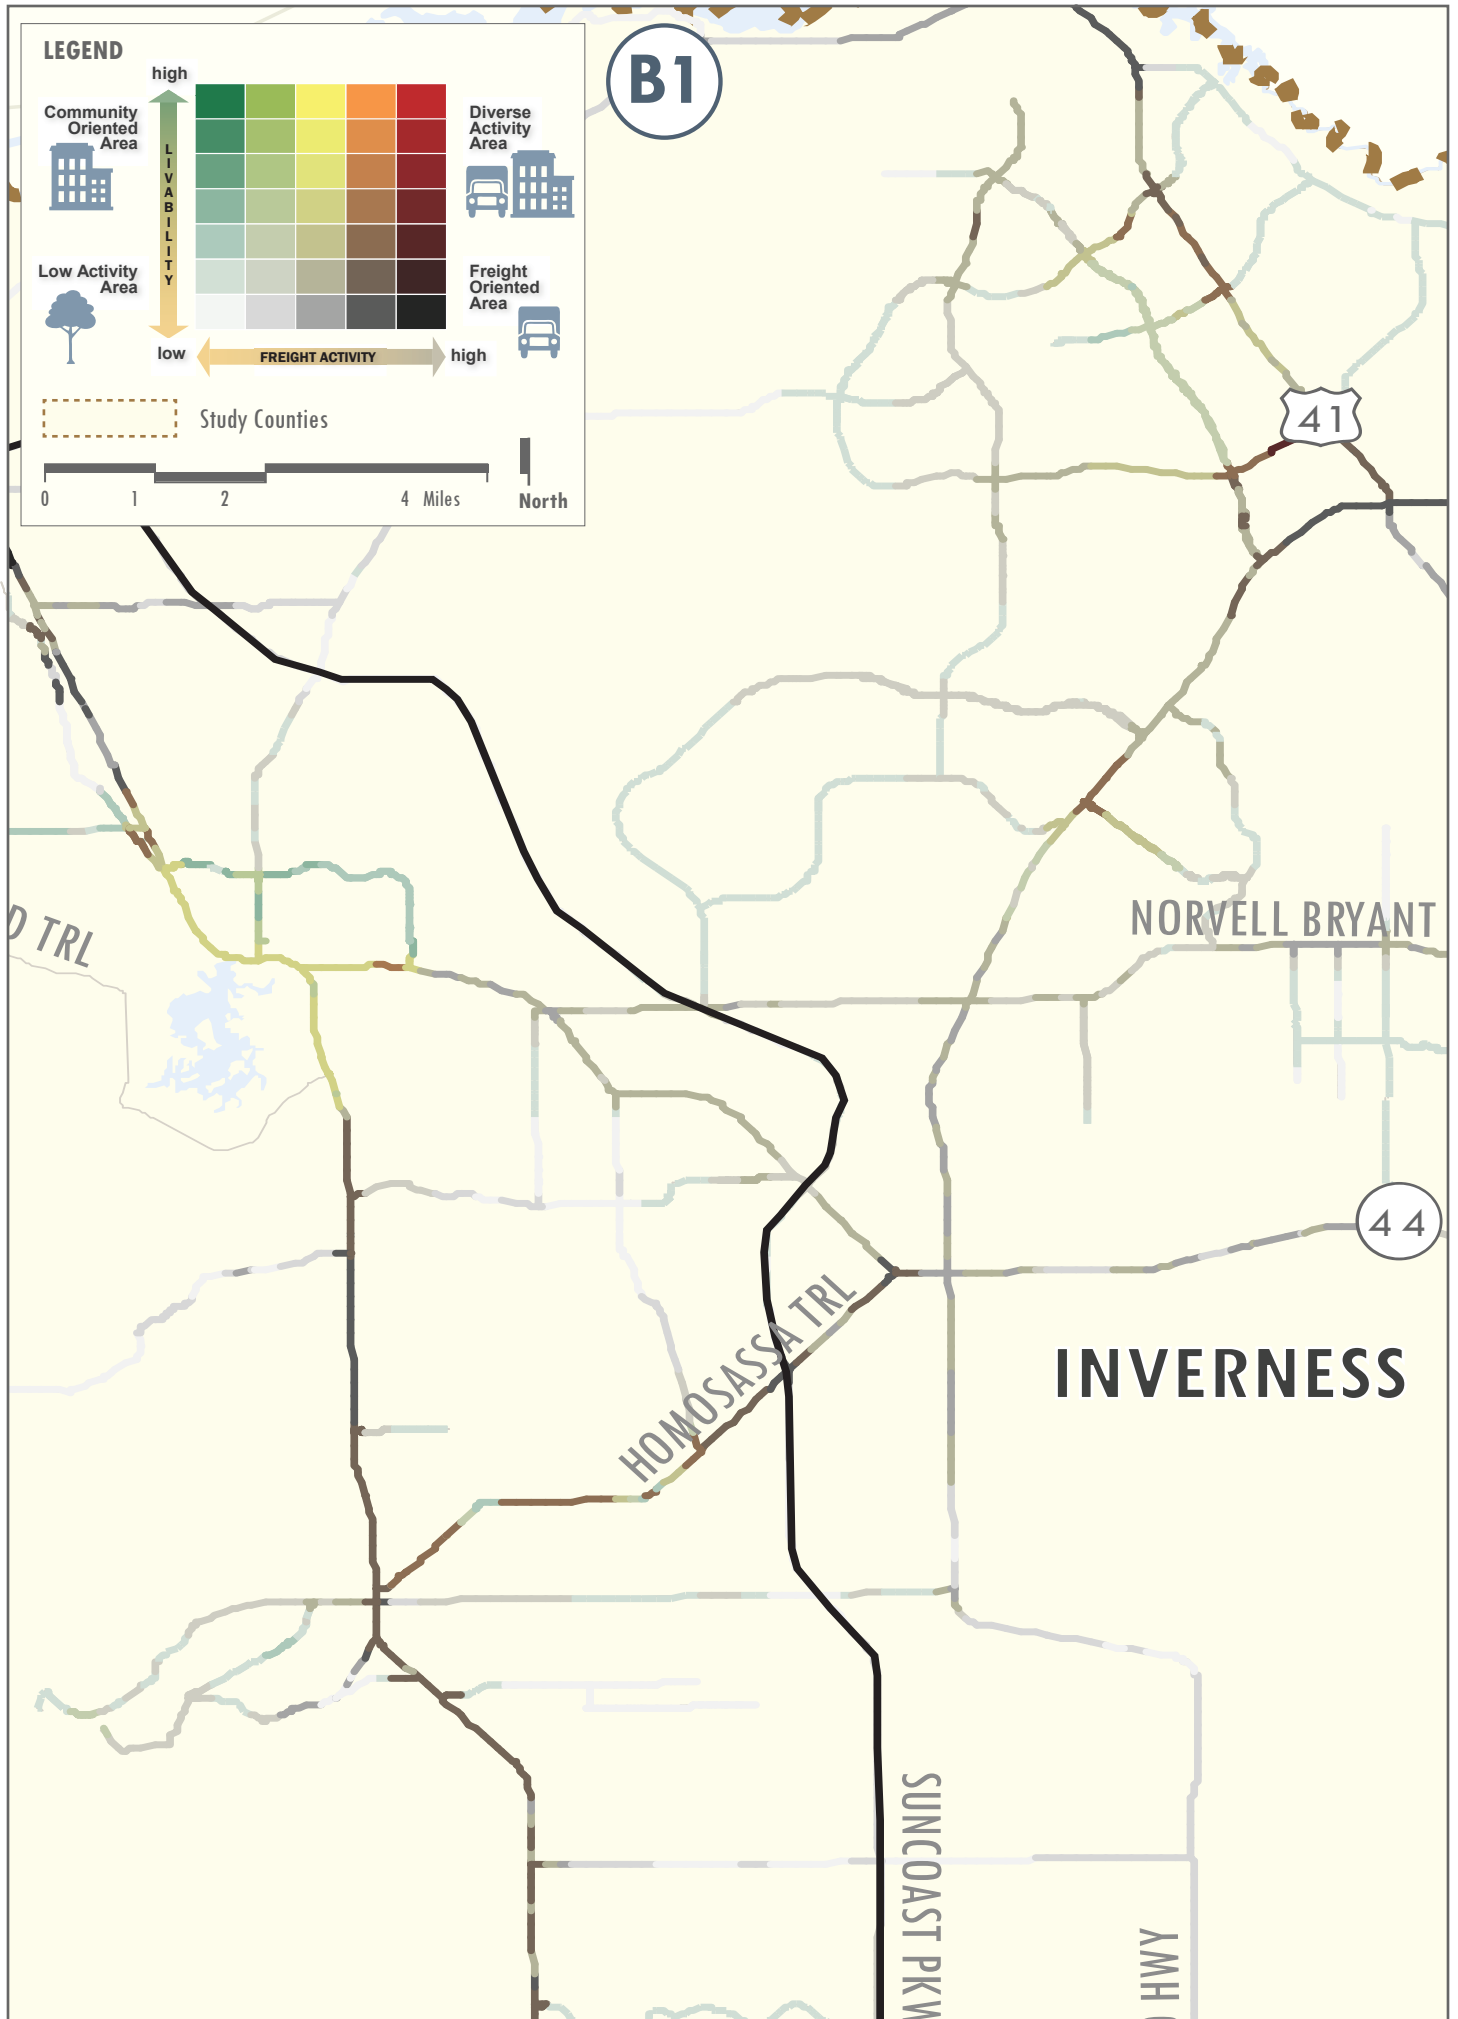 LEGEND
B1
high
Community
Oriented
Area
Diverse
Activity
Area
LIVABILITY
Low Activity
Area
Freight
Oriented
Area
low
FREIGHT ACTIVITY
high
Study Counties
0 1 2 4 Miles
North
41
D TRL
NORVELL BRYANT
44
HOMOSASSA TRL
INVERNESS
SUNCOAST PKW
HWY